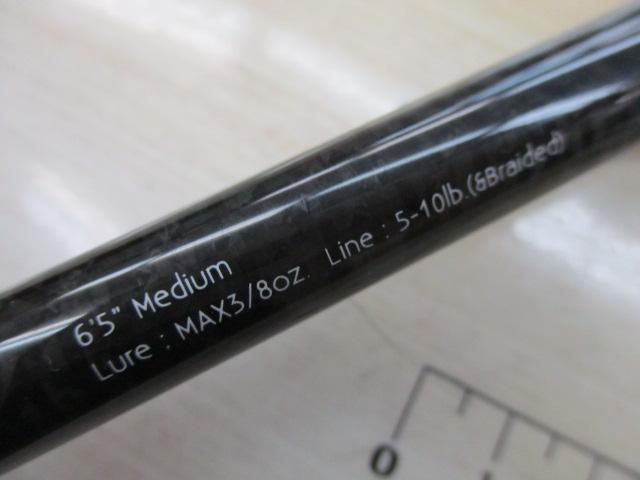 6'5" Medium
Lure : MAX3/8oz. Line : 5-10lb.(&Braided)
0